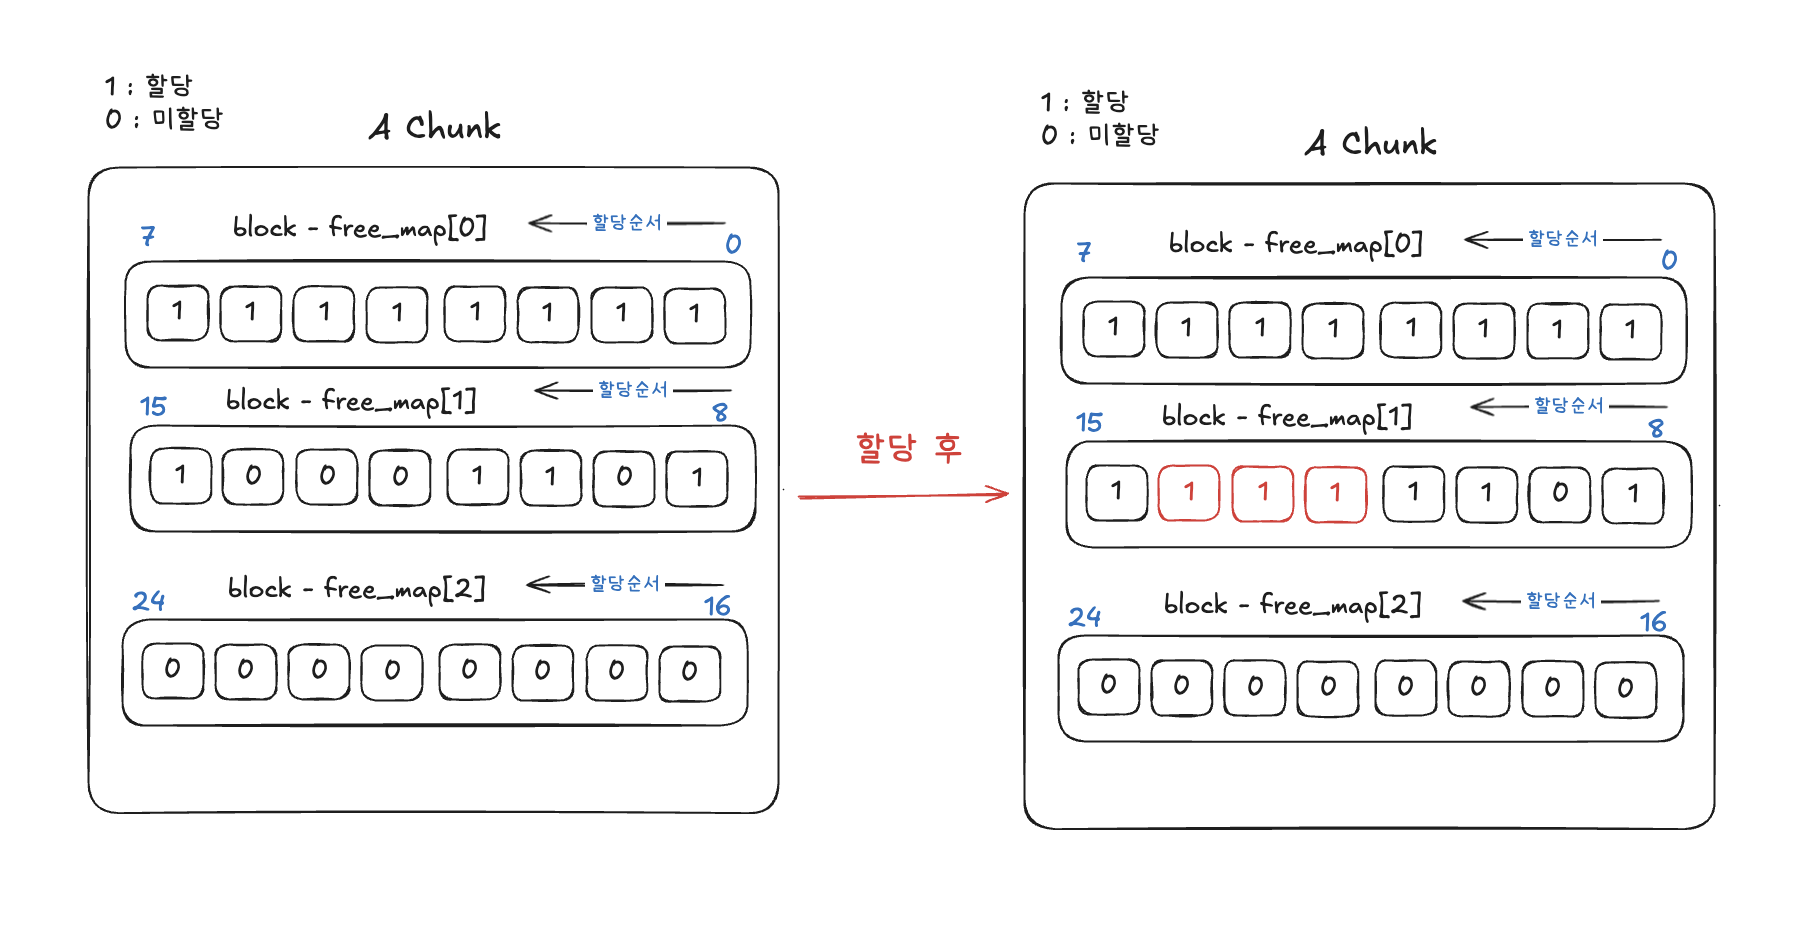 1 : 할당
0 : 미할당
A Chunk
block - free_map[0]
할당순서
7
0
1 1 1 1 1 1 1 1
block - free_map[1]
할당순서
15
8
1 0 0 0 1 1 0 1
block - free_map[2]
할당순서
24
16
0 0 0 0 0 0 0 0
할당 후
1 : 할당
0 : 미할당
A Chunk
block - free_map[0]
할당순서
7
0
1 1 1 1 1 1 1 1
block - free_map[1]
할당순서
15
8
1 1 1 1 1 1 0 1
block - free_map[2]
할당순서
24
16
0 0 0 0 0 0 0 0